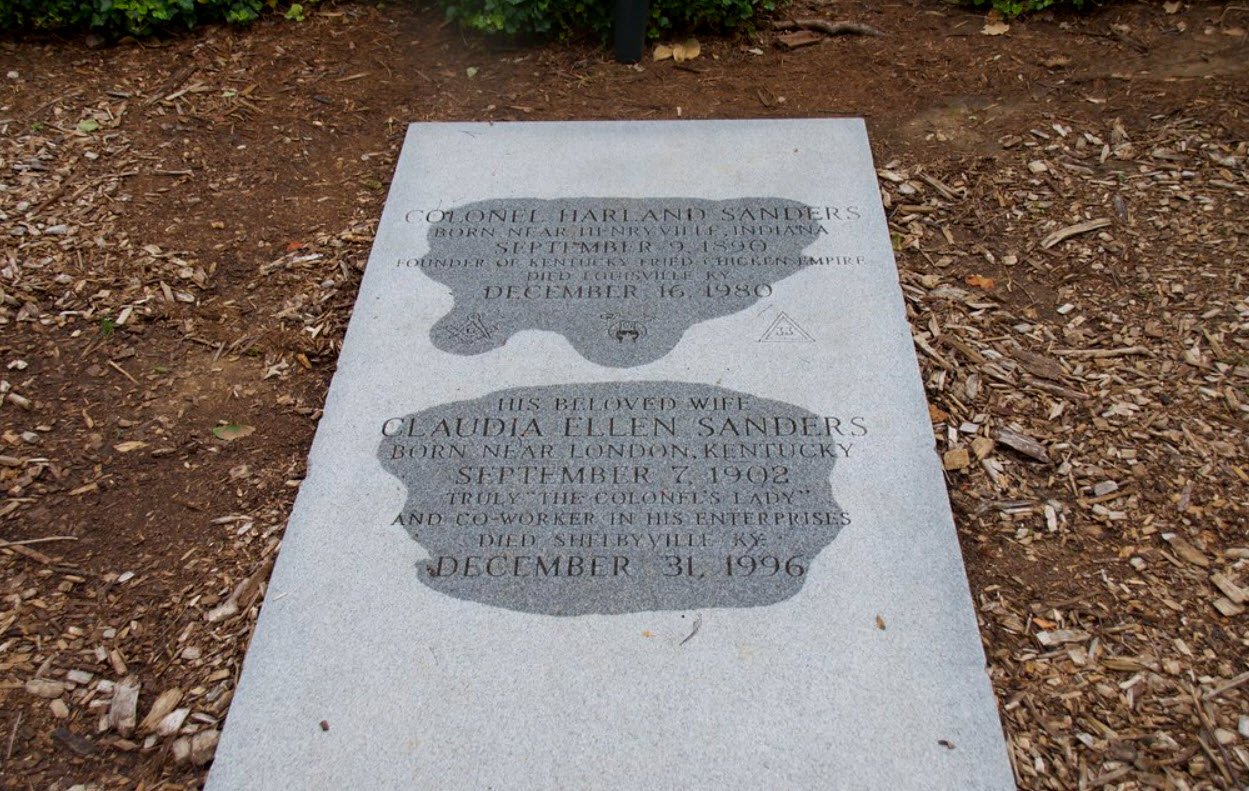 COLONEL HARLAND SANDERS
BORN NEAR HENRYVILLE, INDIANA
SEPTEMBER 9, 1890
FOUNDER OF KENTUCKY FRIED CHICKEN EMPIRE
DIED LOUISVILLE KY.
DECEMBER 16, 1980
G
33
HIS BELOVED WIFE
CLAUDIA ELLEN SANDERS
BORN NEAR LONDON, KENTUCKY
SEPTEMBER 7, 1902
TRULY "THE COLONEL'S LADY"
AND CO-WORKER IN HIS ENTERPRISES
DIED SHELBYVILLE KY.
DECEMBER 31, 1996